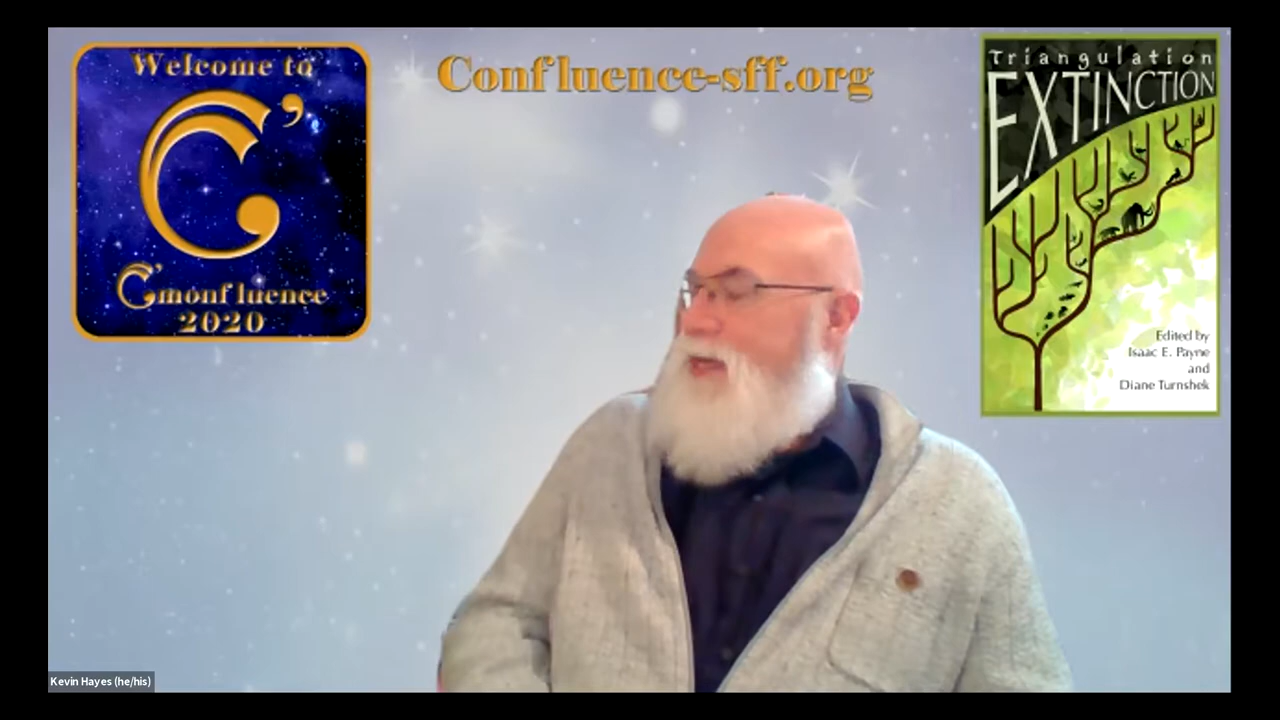 Welcome to
C'
C'monfluence
2020
Confluence-sff.org
Triangulation
EXTINCTION
Edited by
Isaac E. Payne
and
Diane Turnshek
Kevin Hayes (he/his)